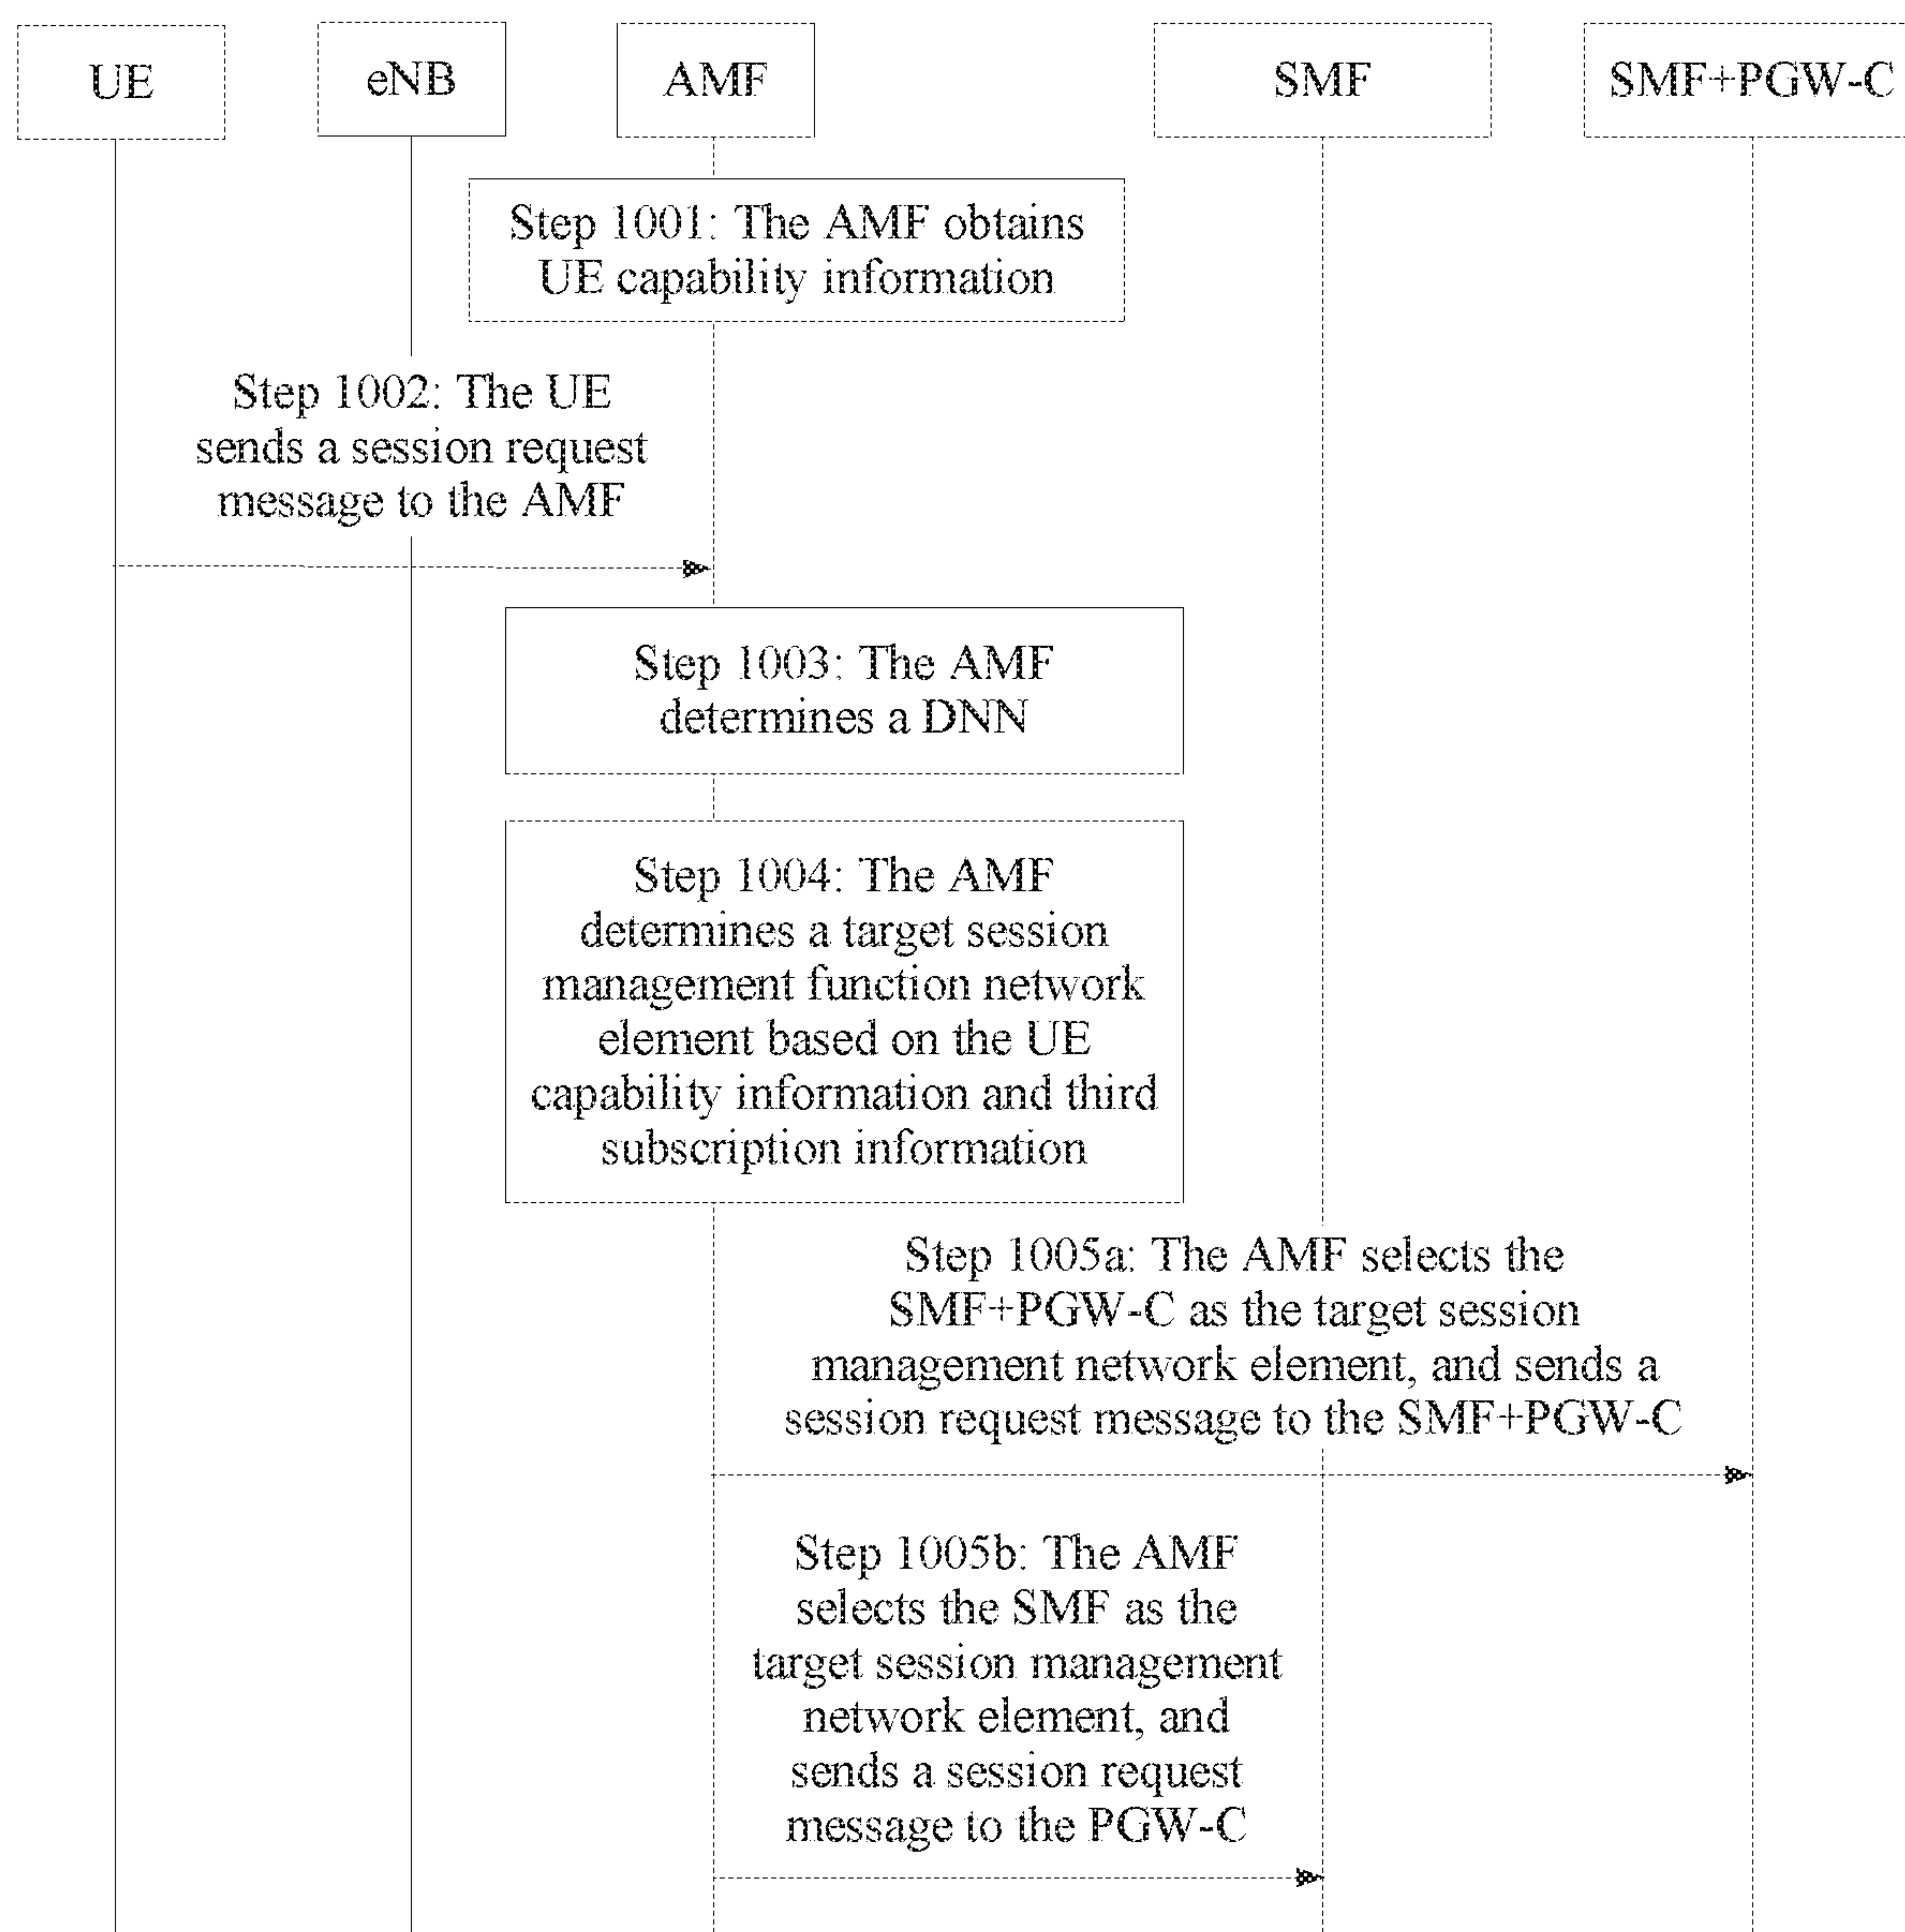 UE
eNB
AMF
SMF
SMF+PGW-C
Step 1001: The AMF obtains
UE capability information
Step 1002: The UE
sends a session request
message to the AMF
Step 1003: The AMF
determines a DNN
Step 1004: The AMF
determines a target session
management function network
element based on the UE
capability information and third
subscription information
Step 1005a: The AMF selects the
SMF+PGW-C as the target session
management network element, and sends a
session request message to the SMF+PGW-C
Step 1005b: The AMF
selects the SMF as the
target session management
network element, and
sends a session request
message to the PGW-C